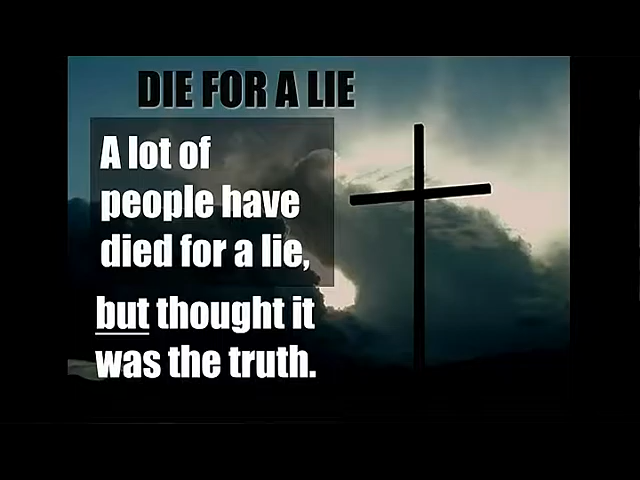 DIE FOR A LIE
A lot of
people have
died for a lie,
but thought it
was the truth.